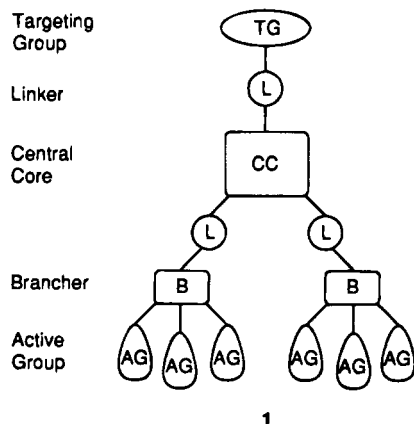 Targeting
Group
TG
Linker
L
Central
Core
CC
L
L
Brancher
B
B
Active
Group
AG
AG
AG
AG
AG
AG
1